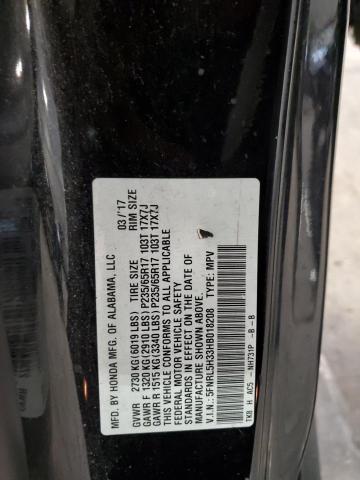 MFD. BY HONDA MFG. OF ALABAMA, LLC 03/'17
GVWR 2730 KG(6019 LBS) TIRE SIZE RIM SIZE
GAWR F 1320 KG(2910 LBS) P235/65R17 103T 17X7J
GAWR R 1515 KG(3340 LBS) P235/65R17 103T 17X7J
THIS VEHICLE CONFORMS TO ALL APPLICABLE
FEDERAL MOTOR VEHICLE SAFETY
STANDARDS IN EFFECT ON THE DATE OF
MANUFACTURE SHOWN ABOVE.
V.I.N.: 5FNRL5H33HB018208 TYPE: MPV
TK8 H AC5 -NH731P -B -B